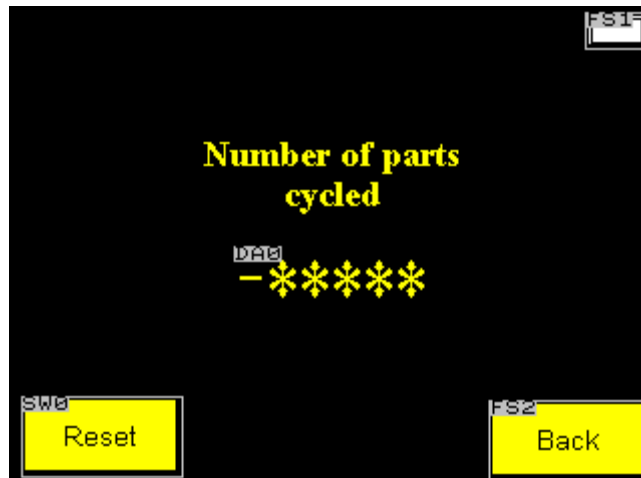 FS1
Number of parts
cycled
DA0
-*****
SW0
Reset
FS2
Back